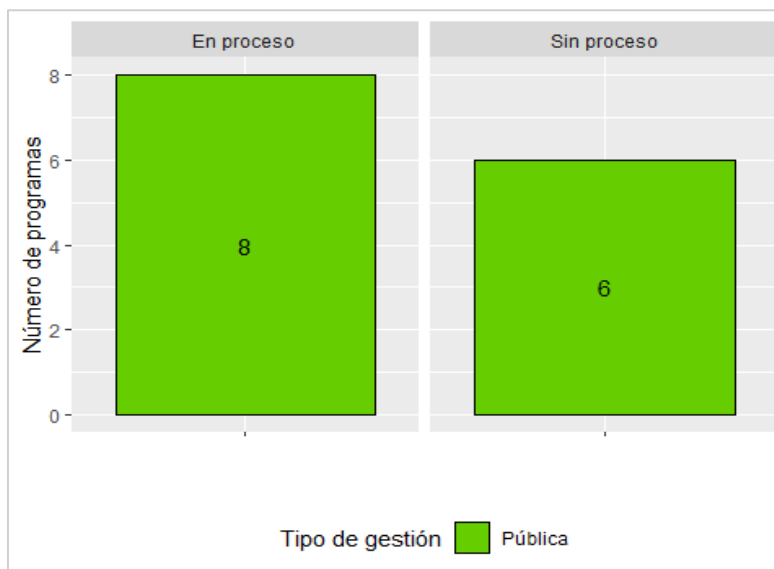 En proceso
Sin proceso
Número de programas
8
6
4
2
0
8
6
Tipo de gestión
Pública